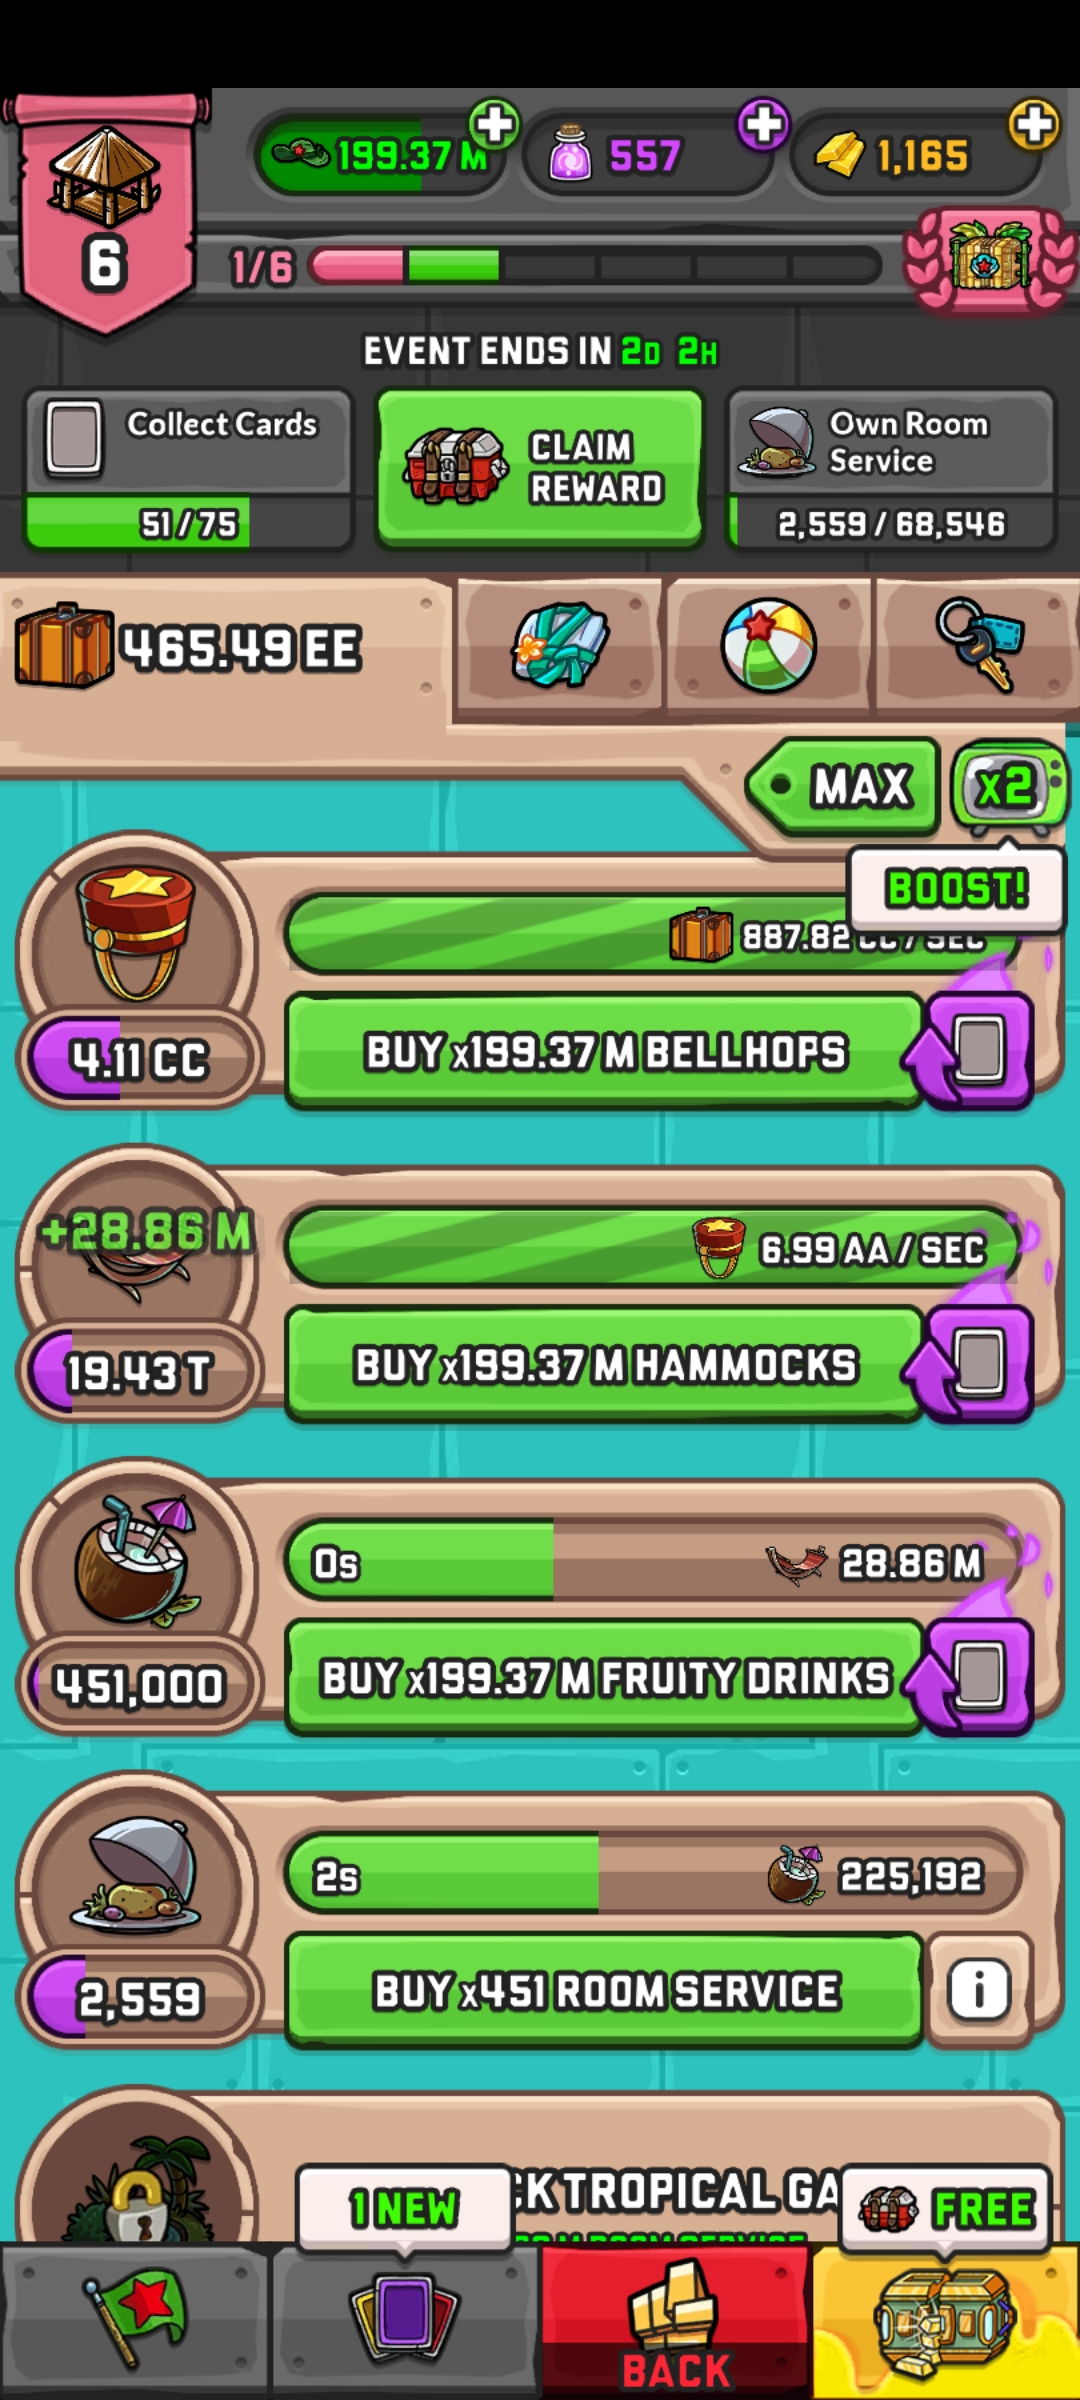 199.37 M
557
1,165
6
1/6
EVENT ENDS IN 2D 2H
Collect Cards
51/75
CLAIM
REWARD
Own Room
Service
2,559 / 68,546
465.49 EE
MAX
x2
BOOST!
887.82 CC / SEC
4.11 CC
BUY x199.37 M BELLHOPS
+28.86 M
6.99 AA / SEC
19.43 T
BUY x199.37 M HAMMOCKS
0s
28.86 M
451,000
BUY x199.37 M FRUITY DRINKS
2s
225,192
2,559
BUY x451 ROOM SERVICE
i
TROPICAL
1 NEW
FREE
ROOM SERVICE
BACK